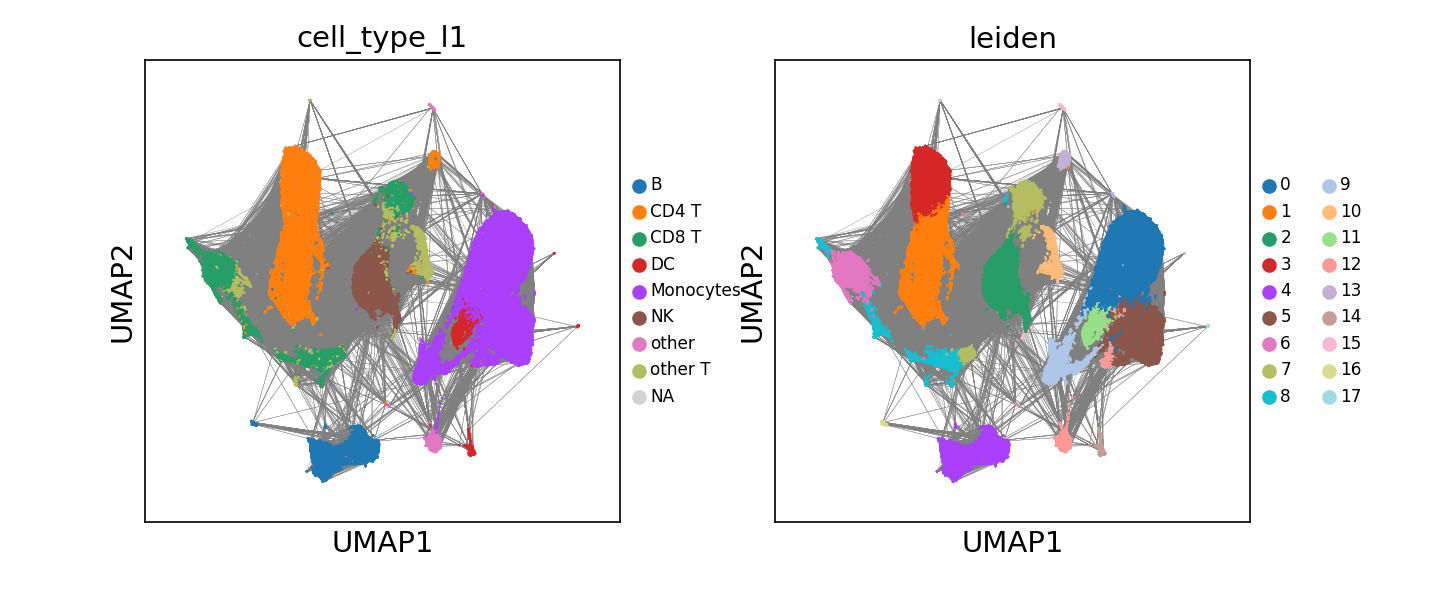 cell_type_l1
UMAP2
UMAP1
B
CD4 T
CD8 T
DC
Monocytes
NK
other
other T
NA
leiden
UMAP2
UMAP1
0
1
2
3
4
5
6
7
8
9
10
11
12
13
14
15
16
17